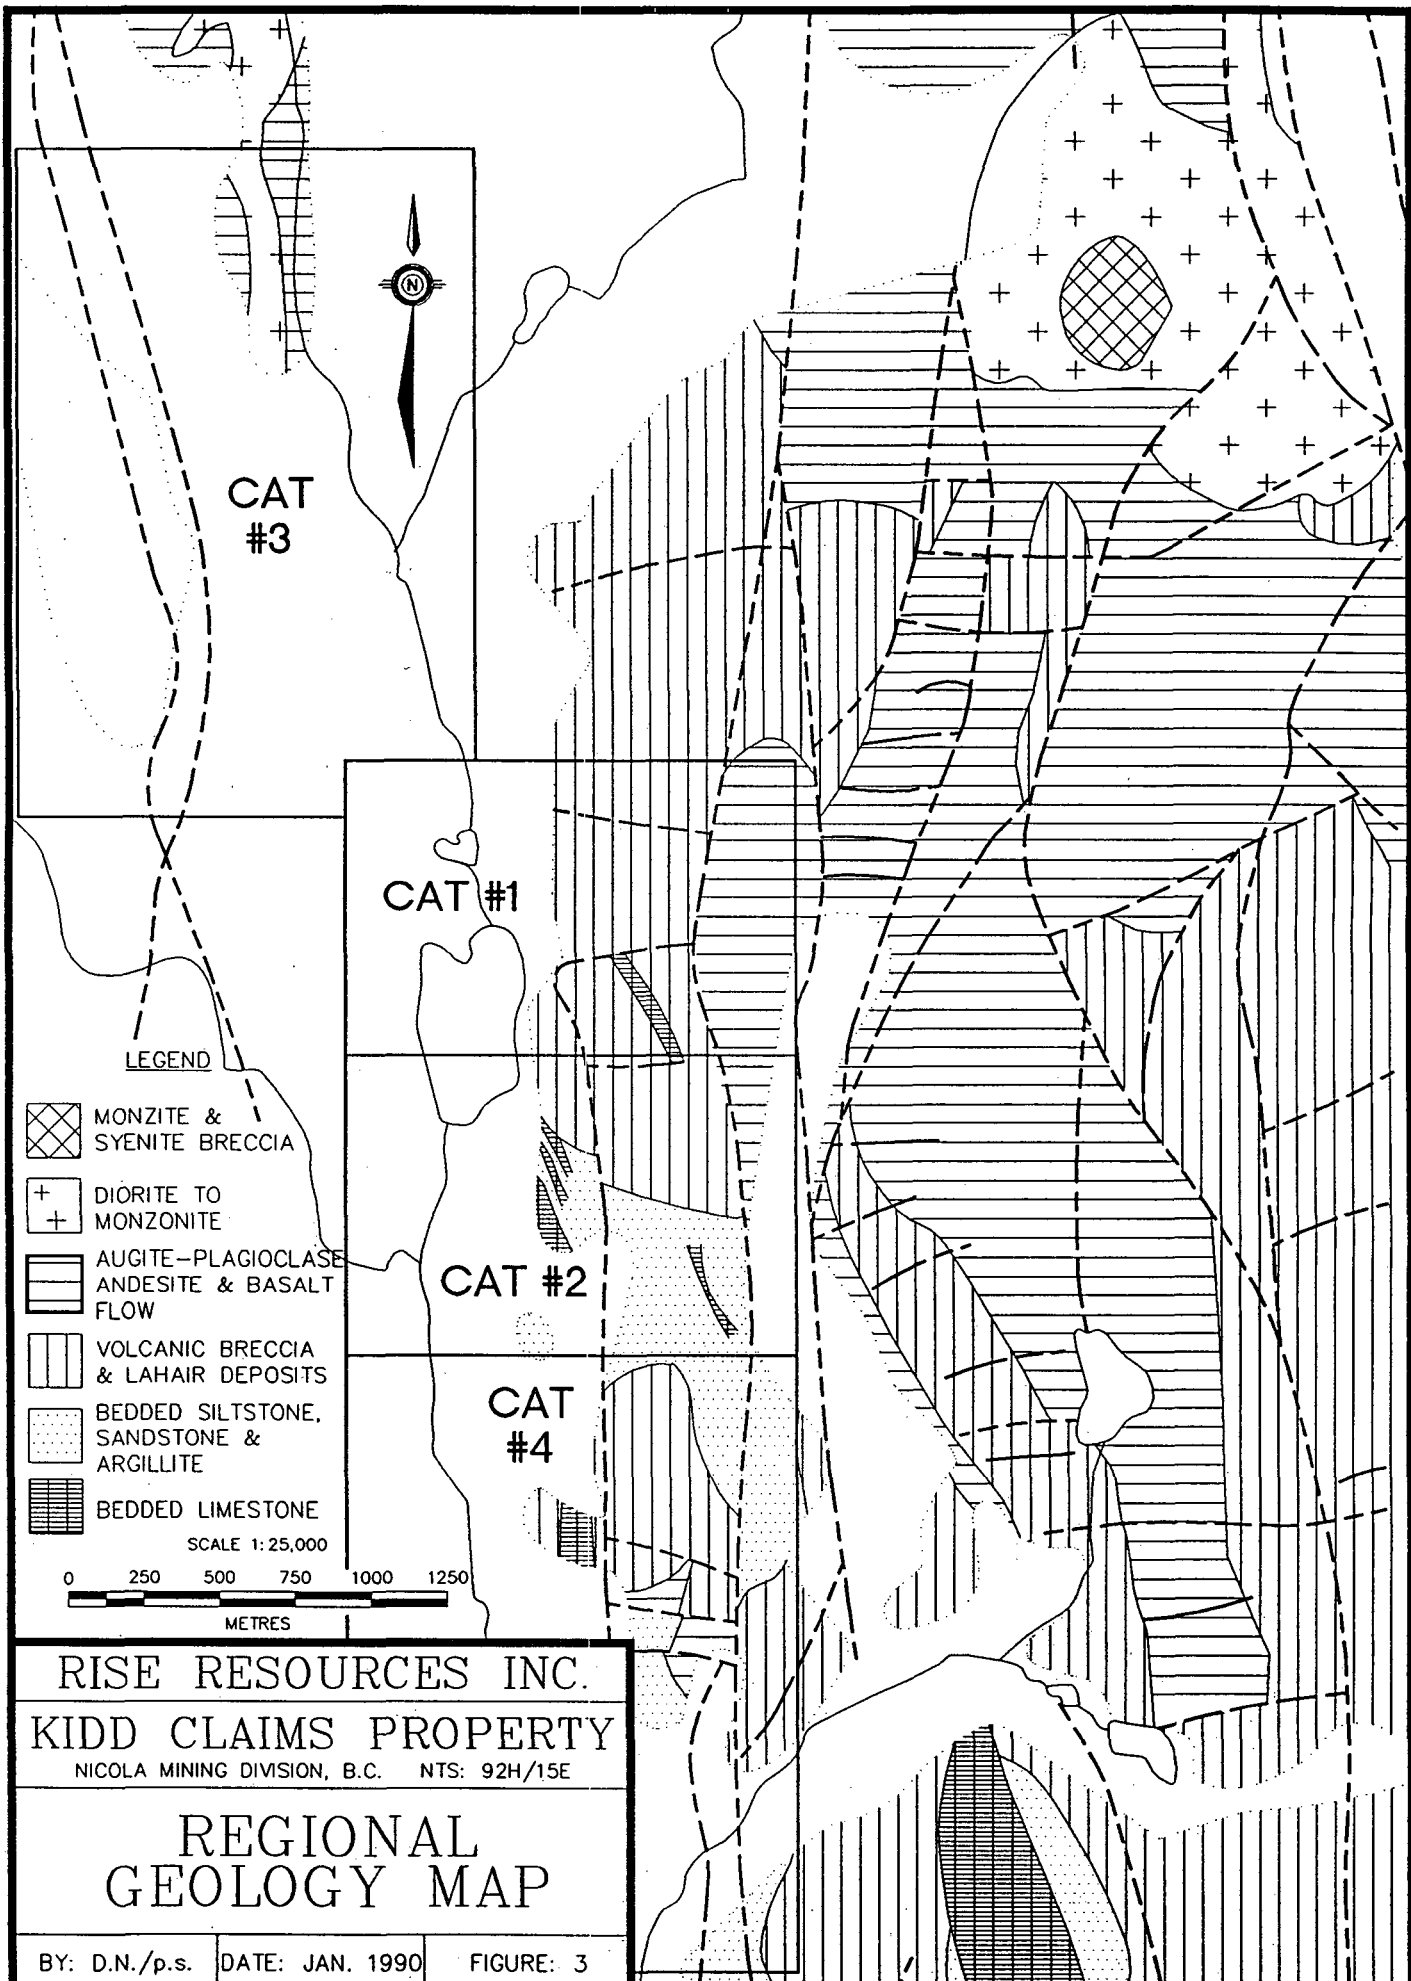 N
CAT
#3
CAT #1
CAT #2
CAT
#4
LEGEND
MONZITE &
SYENITE BRECCIA
DIORITE TO
MONZONITE
AUGITE-PLAGIOCLASE
ANDESITE & BASALT
FLOW
VOLCANIC BRECCIA
& LAHAIR DEPOSITS
BEDDED SILTSTONE,
SANDSTONE &
ARGILLITE
BEDDED LIMESTONE
SCALE 1:25,000
0 250 500 750 1000 1250
METRES
RISE RESOURCES INC.
KIDD CLAIMS PROPERTY
NICOLA MINING DIVISION, B.C. NTS: 92H/15E
REGIONAL
GEOLOGY MAP
BY: D.N./p.s. DATE: JAN. 1990 FIGURE: 3